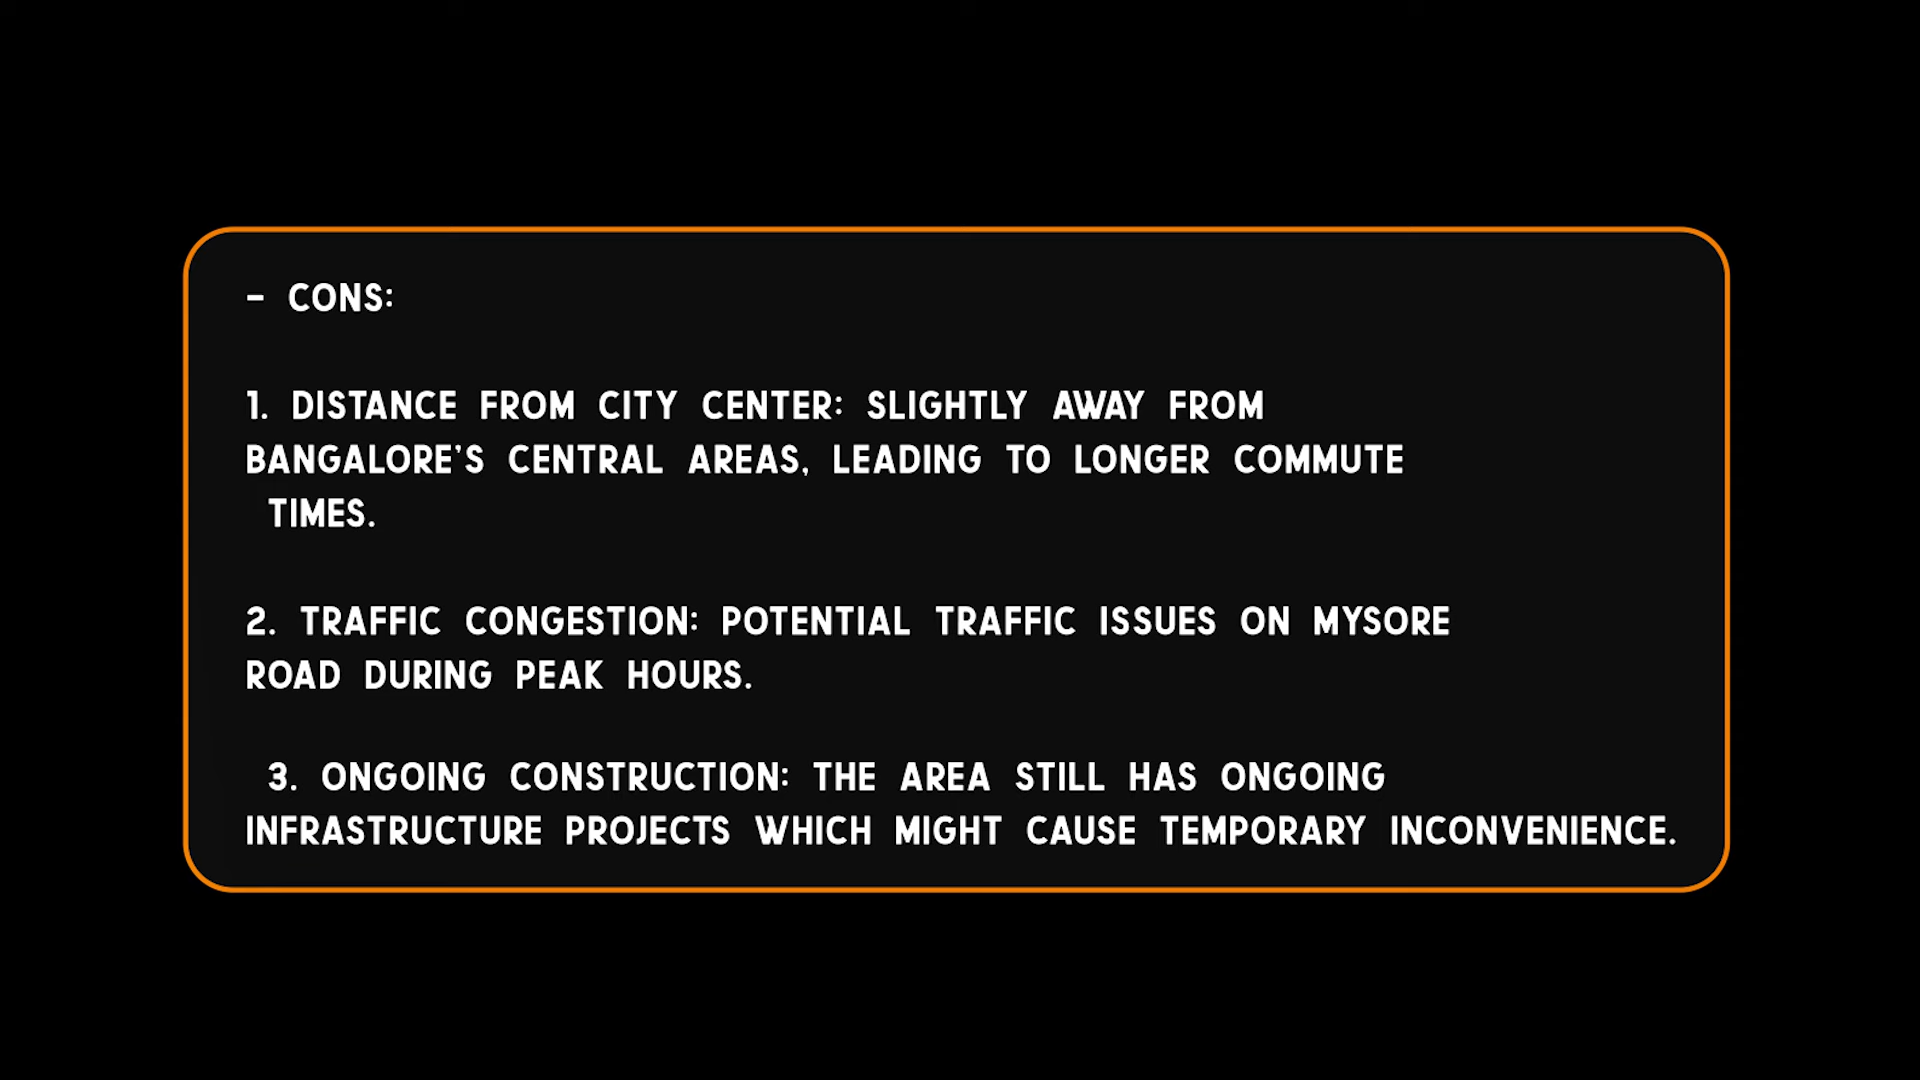 - CONS:
1. DISTANCE FROM CITY CENTER: SLIGHTLY AWAY FROM
BANGALORE'S CENTRAL AREAS, LEADING TO LONGER COMMUTE
TIMES.
2. TRAFFIC CONGESTION: POTENTIAL TRAFFIC ISSUES ON MYSORE
ROAD DURING PEAK HOURS.
3. ONGOING CONSTRUCTION: THE AREA STILL HAS ONGOING
INFRASTRUCTURE PROJECTS WHICH MIGHT CAUSE TEMPORARY INCONVENIENCE.